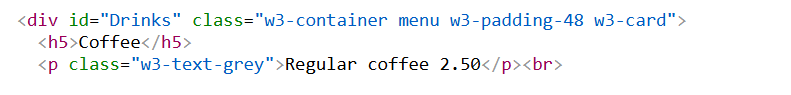 <div id="Drinks" class="w3-container menu w3-padding-48 w3-card">
<h5>Coffee</h5>
<p class="w3-text-grey">Regular coffee 2.50</p><br>